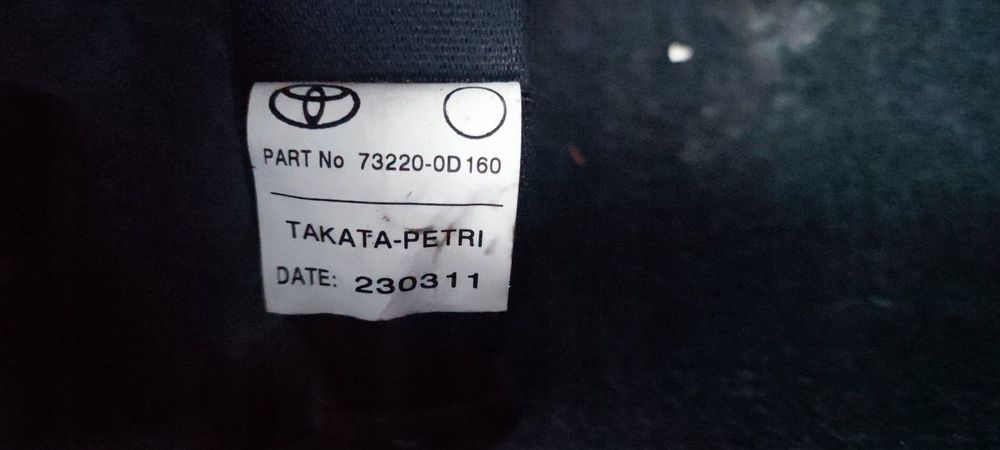 PART No 73220-0D160
TAKATA-PETRI
DATE: 230311